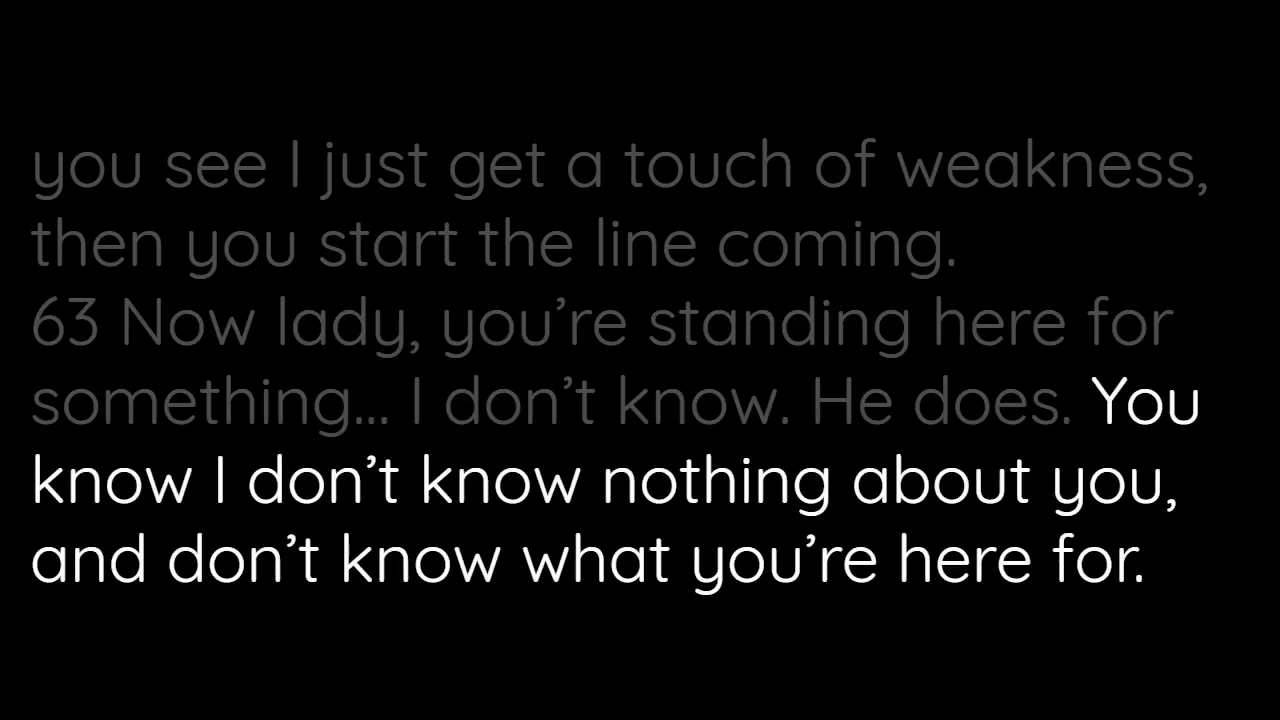 you see I just get a touch of weakness,
then you start the line coming.
63 Now lady, you’re standing here for
something... I don’t know. He does. You
know I don’t know nothing about you,
and don’t know what you’re here for.